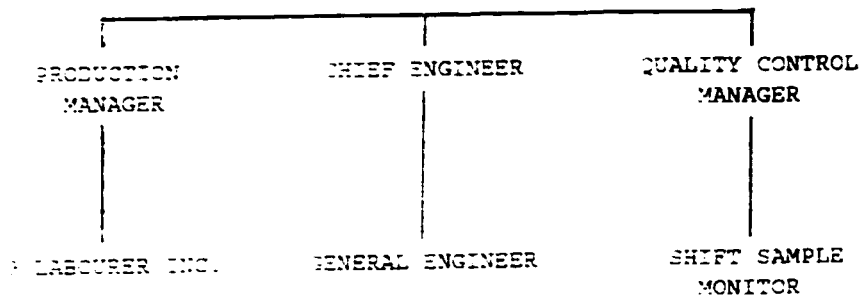 PRODUCTION
MANAGER
CHIEF ENGINEER
QUALITY CONTROL
MANAGER
LABOURER INC.
GENERAL ENGINEER
SHIFT SAMPLE
MONITOR